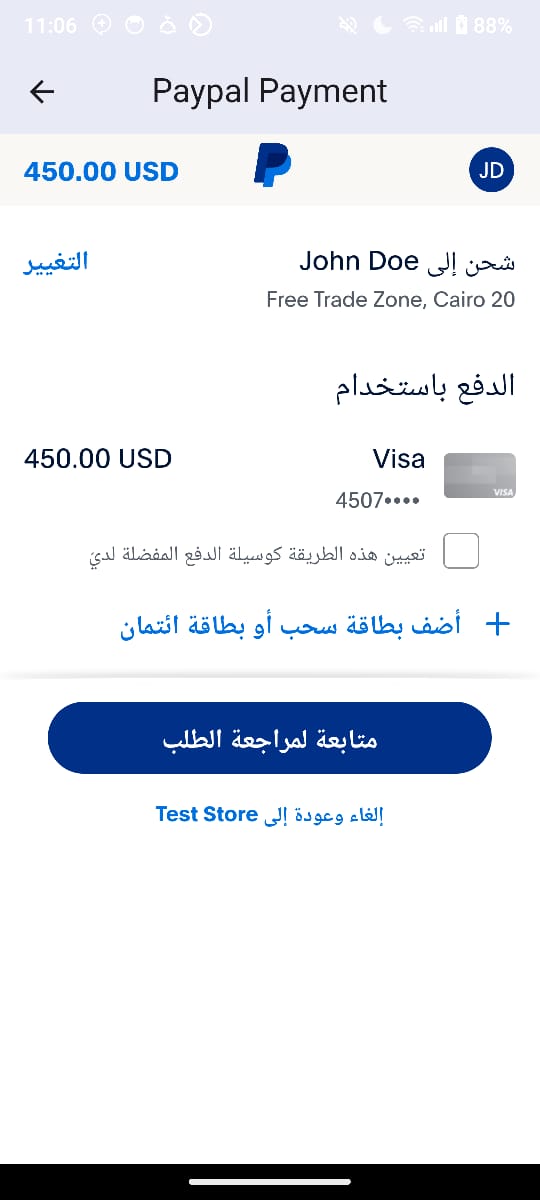 11:06
88%
Paypal Payment
450.00 USD
JD
شحن إلى John Doe
التغيير
Free Trade Zone, Cairo 20
الدفع باستخدام
Visa
450.00 USD
VISA
4507••••
تعيين هذه الطريقة كوسيلة الدفع المفضلة لديّ
+ أضف بطاقة سحب أو بطاقة ائتمان
متابعة لمراجعة الطلب
إلغاء وعودة إلى Test Store